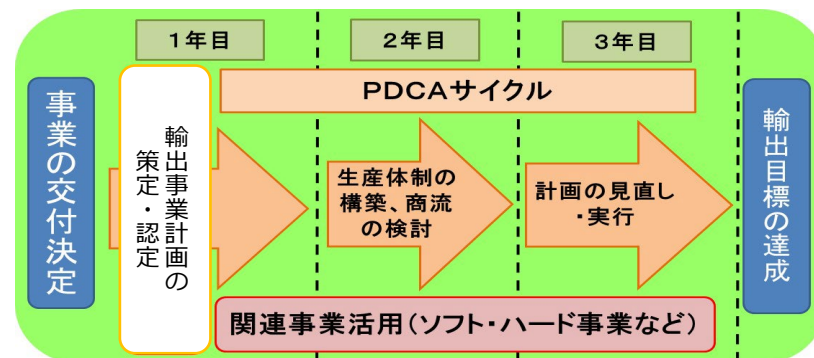 1年目
2年目
3年目
PDCAサイクル
事業の交付決定
輸出事業計画の
策定・認定
生産体制の
構築、商流
の検討
計画の見直し
・実行
輸出目標の達成
関連事業活用（ソフト・ハード事業など）